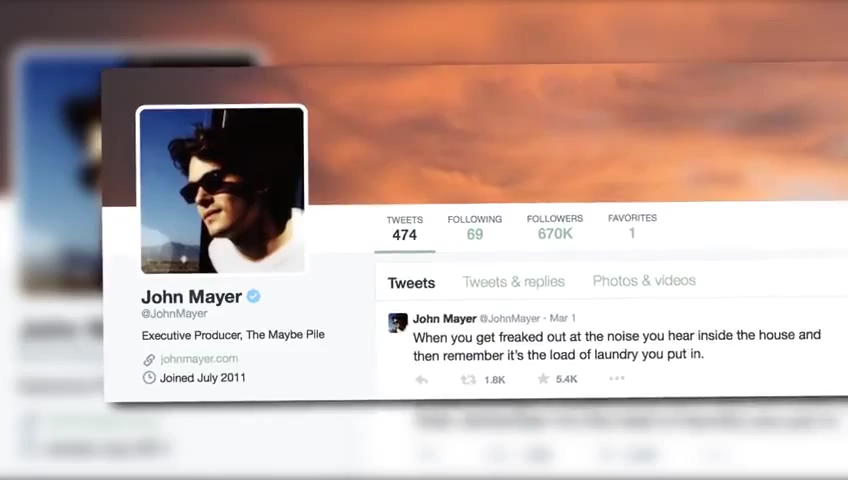 TWEETS FOLLOWING FOLLOWERS FAVORITES
474 69 670K 1
Tweets Tweets & replies Photos & videos
John Mayer
@JohnMayer
Executive Producer, The Maybe Pile
johnmayer.com
Joined July 2011
John Mayer @JohnMayer · Mar 1
When you get freaked out at the noise you hear inside the house and
then remember it's the load of laundry you put in.
1.8K 5.4K